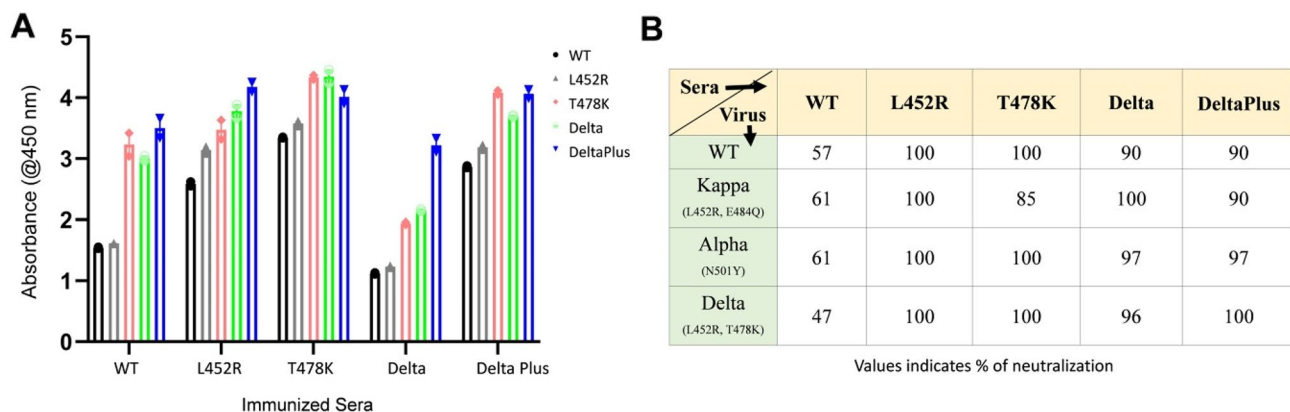 A
5
4
3
2
1
0
Absorbance (@450 nm)
WT
L452R
T478K
Delta
Delta Plus
Immunized Sera
WT
L452R
T478K
Delta
DeltaPlus
B
Sera
Virus
WT L452R T478K Delta DeltaPlus
WT 57 100 100 90 90
Kappa
(L452R, E484Q)
61 100 85 100 90
Alpha
(N501Y)
61 100 100 97 97
Delta
(L452R, T478K)
47 100 100 96 100
Values indicates % of neutralization